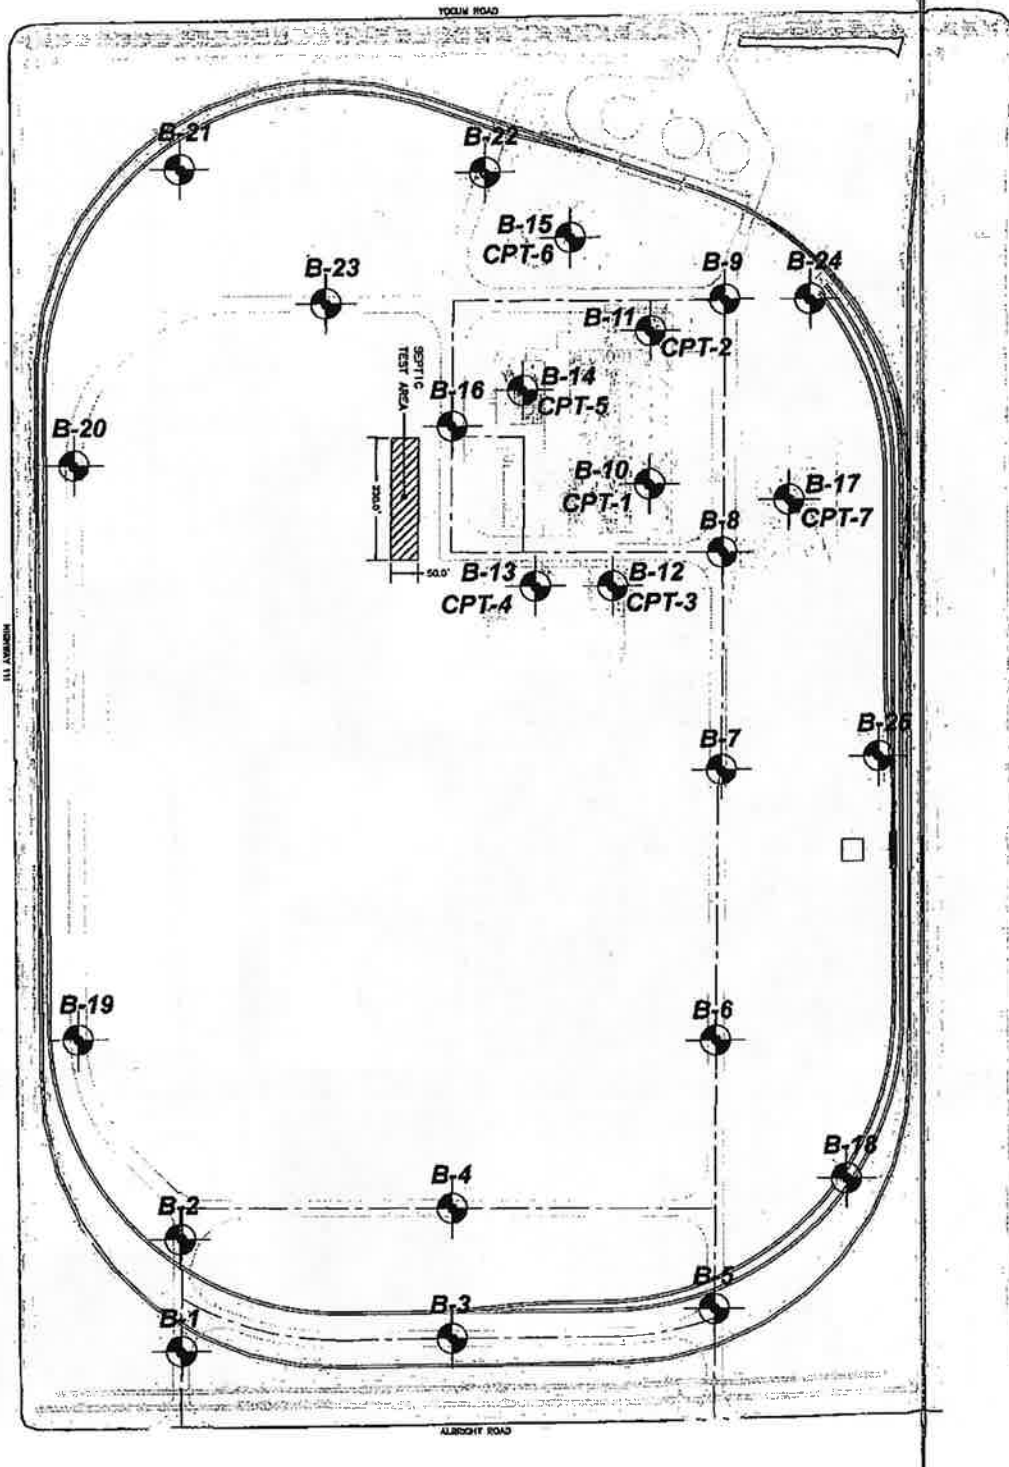 YOCUM ROAD
B-21
B-22
B-15
CPT-6
B-23
B-9
B-24
B-11
CPT-2
SEPTIC
TEST AREA
B-14
CPT-5
B-16
B-20
B-10
CPT-1
B-17
CPT-7
B-8
50.0'
B-13
CPT-4
B-12
CPT-3
HIGHWAY 111
B-7
B-25
B-19
B-6
B-18
B-4
B-2
B-5
B-3
B-1
ALBRIGHT ROAD